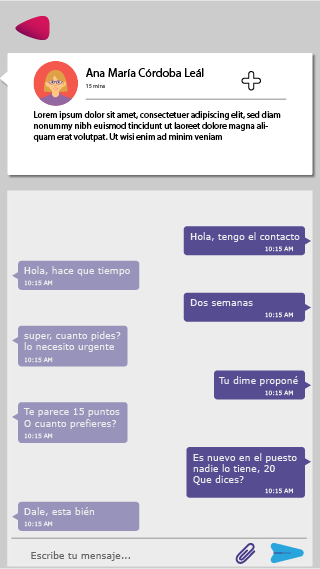 Ana María Córdoba Leál
15 mins
Lorem ipsum dolor sit amet, consectetuer adipiscing elit, sed diam
nonummy nibh euismod tincidunt ut laoreet dolore magna ali-
quam erat volutpat. Ut wisi enim ad minim veniam
Hola, tengo el contacto
10:15 AM
Hola, hace que tiempo
10:15 AM
Dos semanas
10:15 AM
super, cuanto pides?
lo necesito urgente
10:15 AM
Tu dime proponé
10:15 AM
Te parece 15 puntos
O cuanto prefieres?
10:15 AM
Es nuevo en el puesto
nadie lo tiene, 20
Que dices?
10:15 AM
Dale, esta bién
10:15 AM
Escribe tu mensaje...